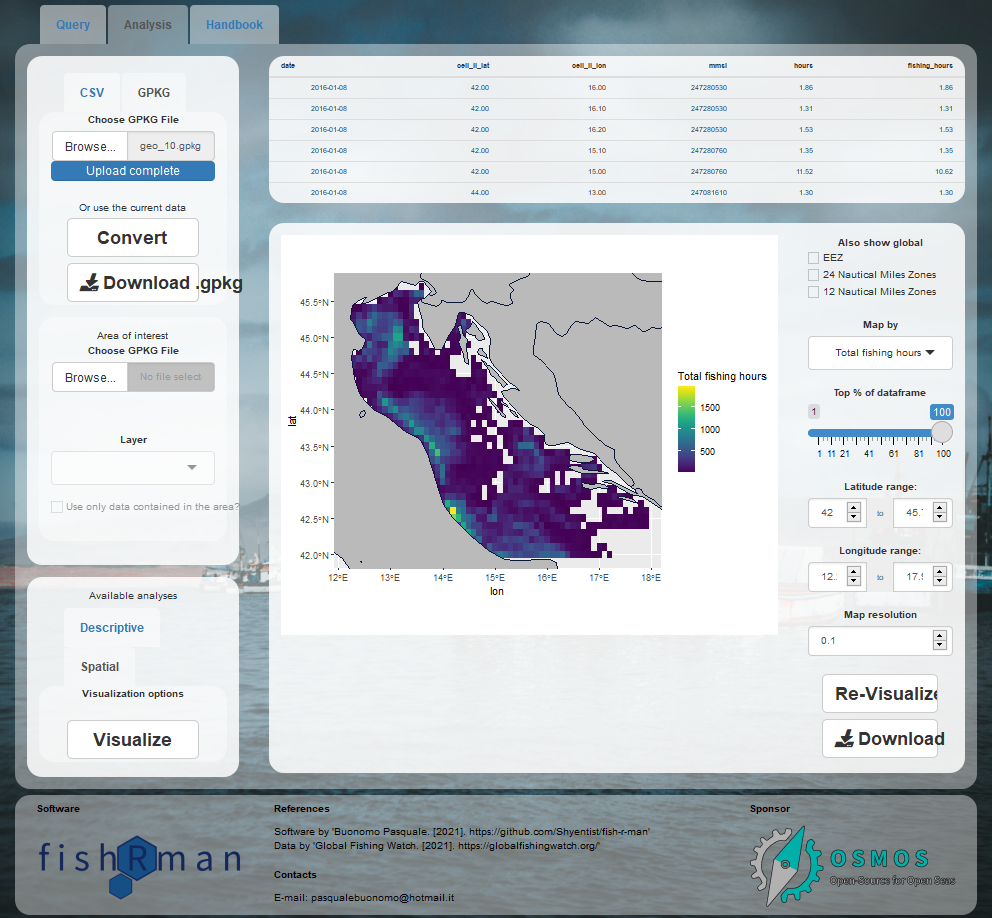 Query Analysis Handbook
CSV GPKG
Choose GPKG File
Browse... geo_10.gpkg
Upload complete
Or use the current data
Convert
Download .gpkg
Area of interest
Choose GPKG File
Browse... No file select
Layer
Use only data contained in the area?
Available analyses
Descriptive
Spatial
Visualization options
Visualize
date cell_ll_lat cell_ll_lon mmsi hours fishing_hours
2016-01-08 42.00 16.00 247280530 1.86 1.86
2016-01-08 42.00 16.10 247280530 1.31 1.31
2016-01-08 42.00 16.20 247280530 1.53 1.53
2016-01-08 42.00 15.10 247280760 1.35 1.35
2016-01-08 42.00 15.00 247280760 11.52 10.62
2016-01-08 44.00 13.00 247081610 1.30 1.30
45.5°N
45.0°N
44.5°N
44.0°N
43.5°N
43.0°N
42.5°N
42.0°N
lat
12°E 13°E 14°E 15°E 16°E 17°E 18°E
lon
Total fishing hours
1500
1000
500
Also show global
EEZ
24 Nautical Miles Zones
12 Nautical Miles Zones
Map by
Total fishing hours
Top % of dataframe
1 100
1 11 21 41 61 81 100
Latitude range:
42 to 45.
Longitude range:
12.. to 17.
Map resolution
0.1
Re-Visualize
Download
Software
fishRman
References
Software by 'Buonomo Pasquale. [2021]. https://github.com/Shyentist/fish-r-man'
Data by 'Global Fishing Watch. [2021]. https://globalfishingwatch.org/'
Contacts
E-mail: pasqualebuonomo@hotmail.it
Sponsor
OSMOS
Open-Source for Open Seas